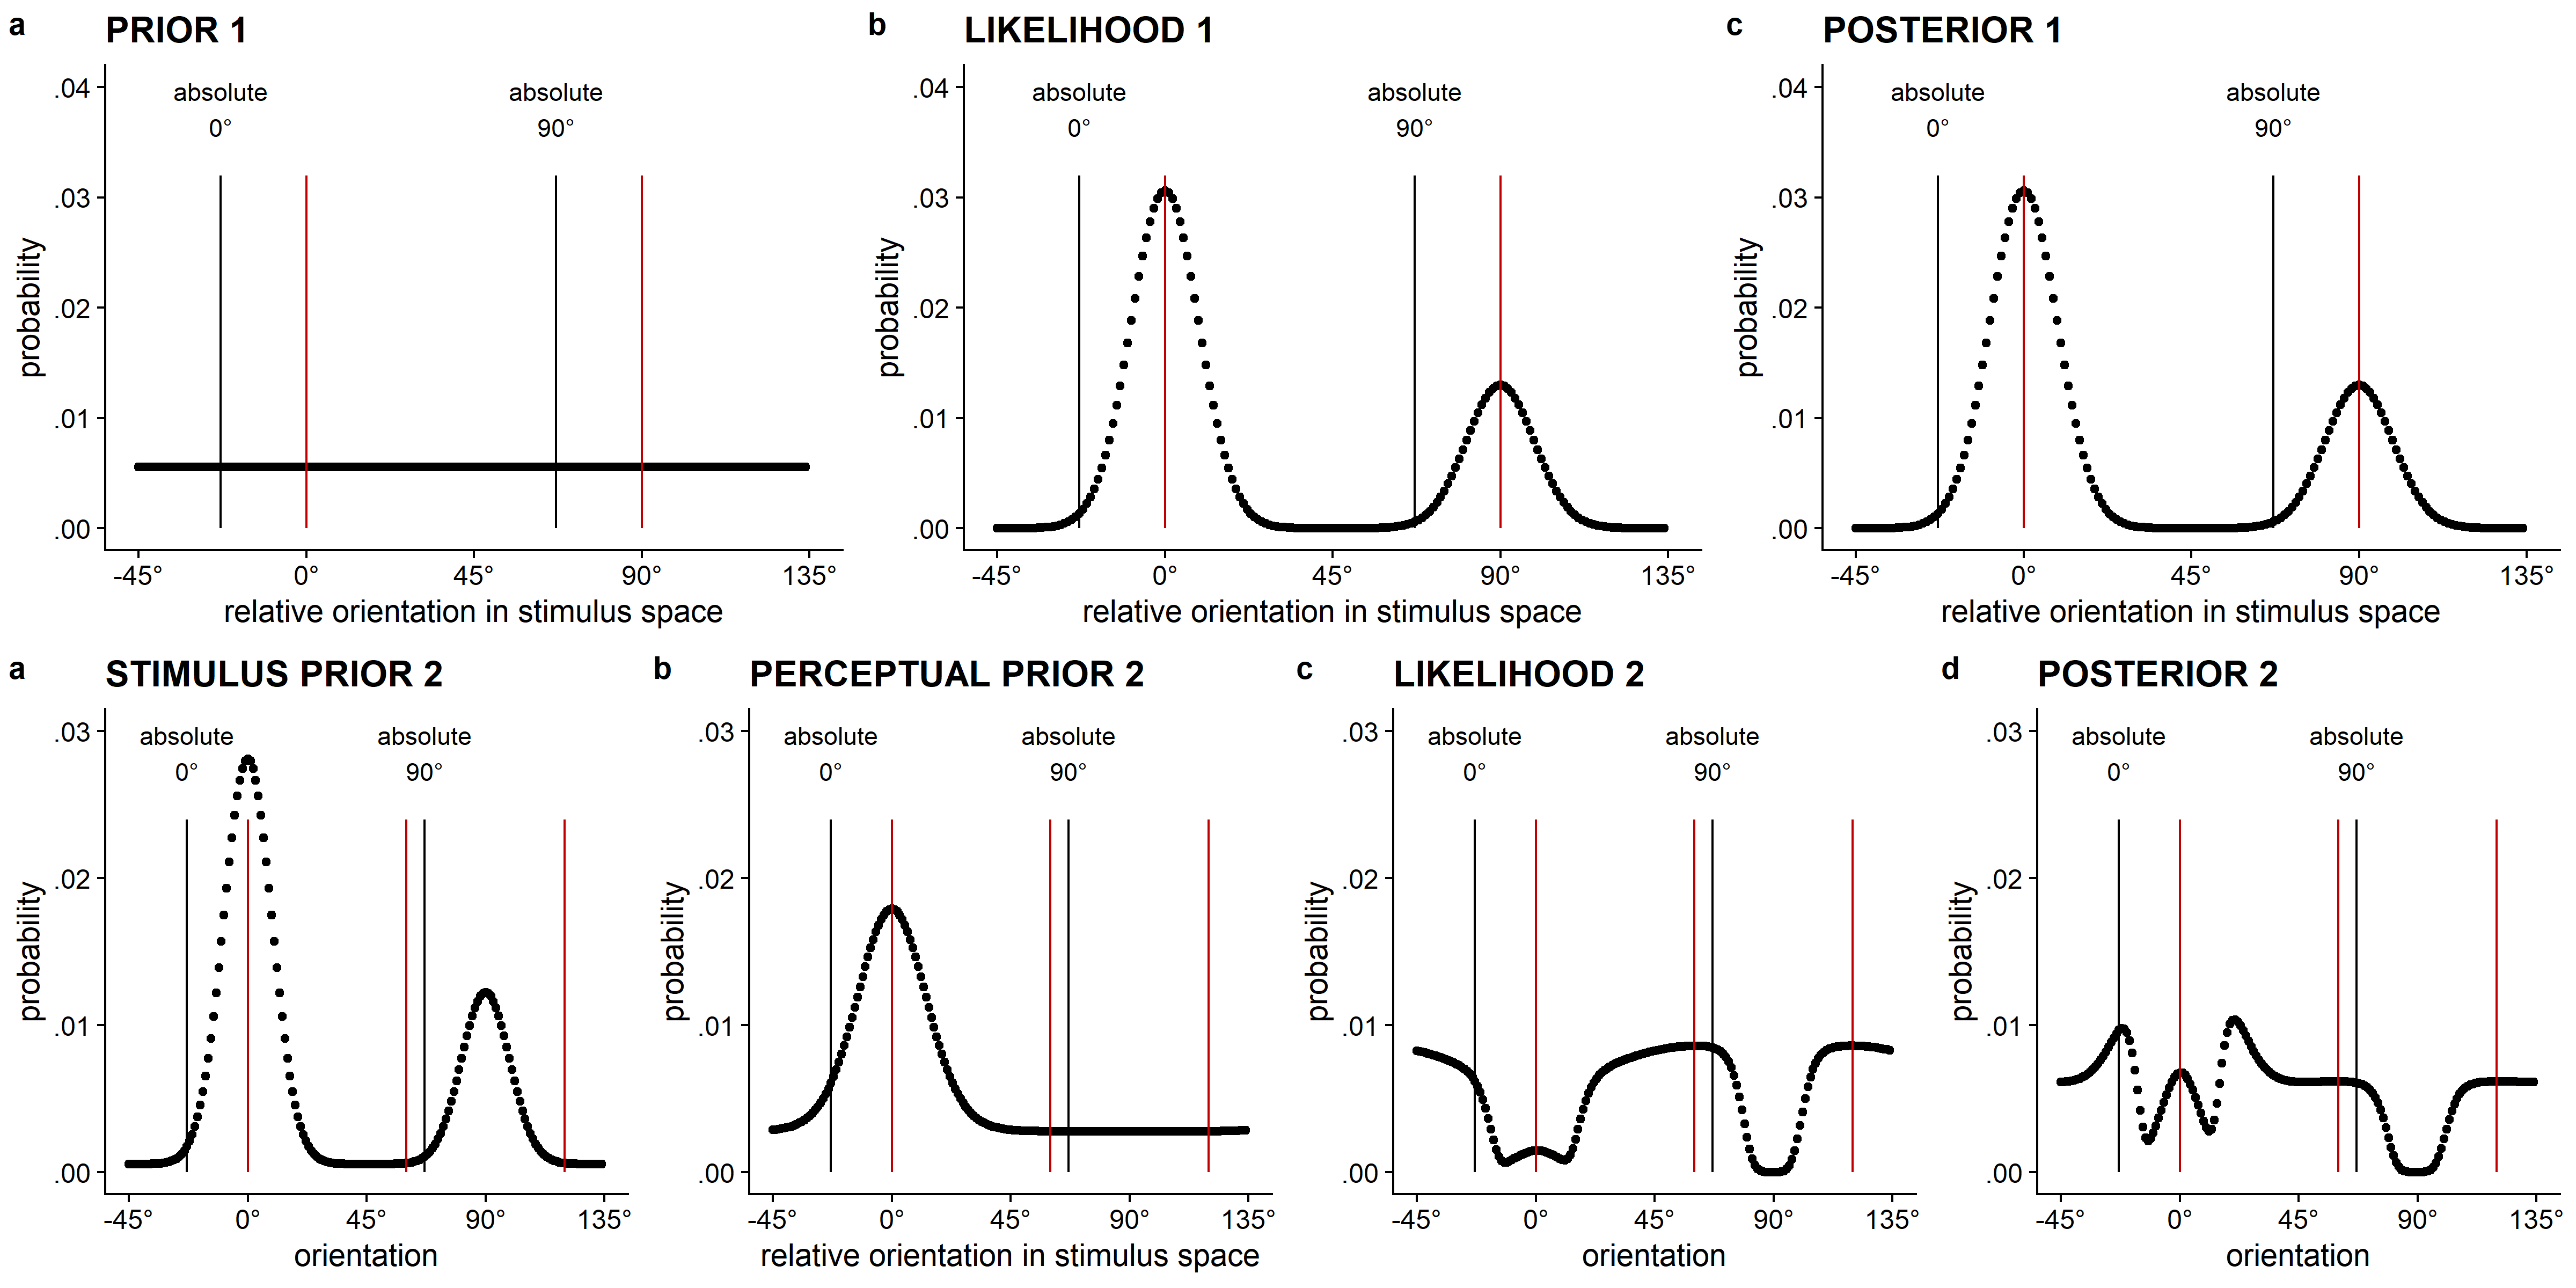 a PRIOR 1
.04
.03
.02
.01
.00
probability
absolute
0°
absolute
90°
-45° 0° 45° 90° 135°
relative orientation in stimulus space
b LIKELIHOOD 1
.04
.03
.02
.01
.00
probability
absolute
0°
absolute
90°
-45° 0° 45° 90° 135°
relative orientation in stimulus space
c POSTERIOR 1
.04
.03
.02
.01
.00
probability
absolute
0°
absolute
90°
-45° 0° 45° 90° 135°
relative orientation in stimulus space
a STIMULUS PRIOR 2
.03
.02
.01
.00
probability
absolute
0°
absolute
90°
-45° 0° 45° 90° 135°
orientation
b PERCEPTUAL PRIOR 2
.03
.02
.01
.00
probability
absolute
0°
absolute
90°
-45° 0° 45° 90° 135°
relative orientation in stimulus space
c LIKELIHOOD 2
.03
.02
.01
.00
probability
absolute
0°
absolute
90°
-45° 0° 45° 90° 135°
orientation
d POSTERIOR 2
.03
.02
.01
.00
probability
absolute
0°
absolute
90°
-45° 0° 45° 90° 135°
orientation